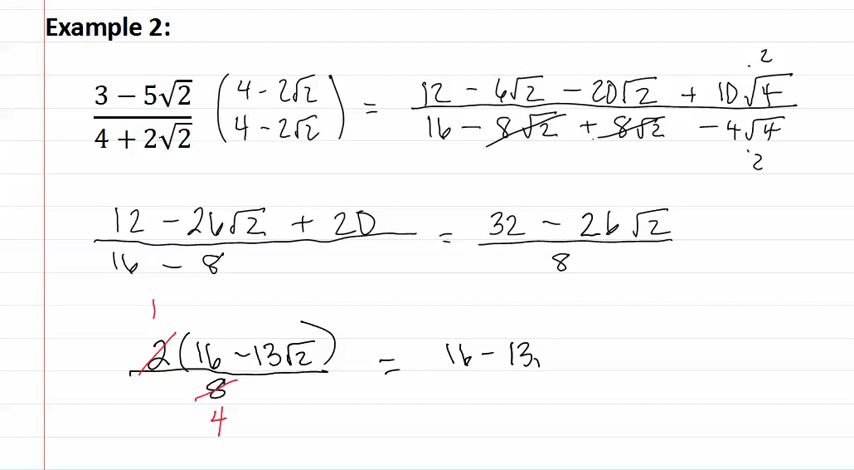 Example 2:
2
3 − 5√2 (4 − 2√2) = 12 − 6√2 − 20√2 + 10√4
4 + 2√2 (4 − 2√2) 16 − 8√2 + 8√2 − 4√4
2
12 − 26√2 + 20 = 32 − 26√2
16 − 8 8
1
2(16 − 13√2) = 16 − 13
8
4